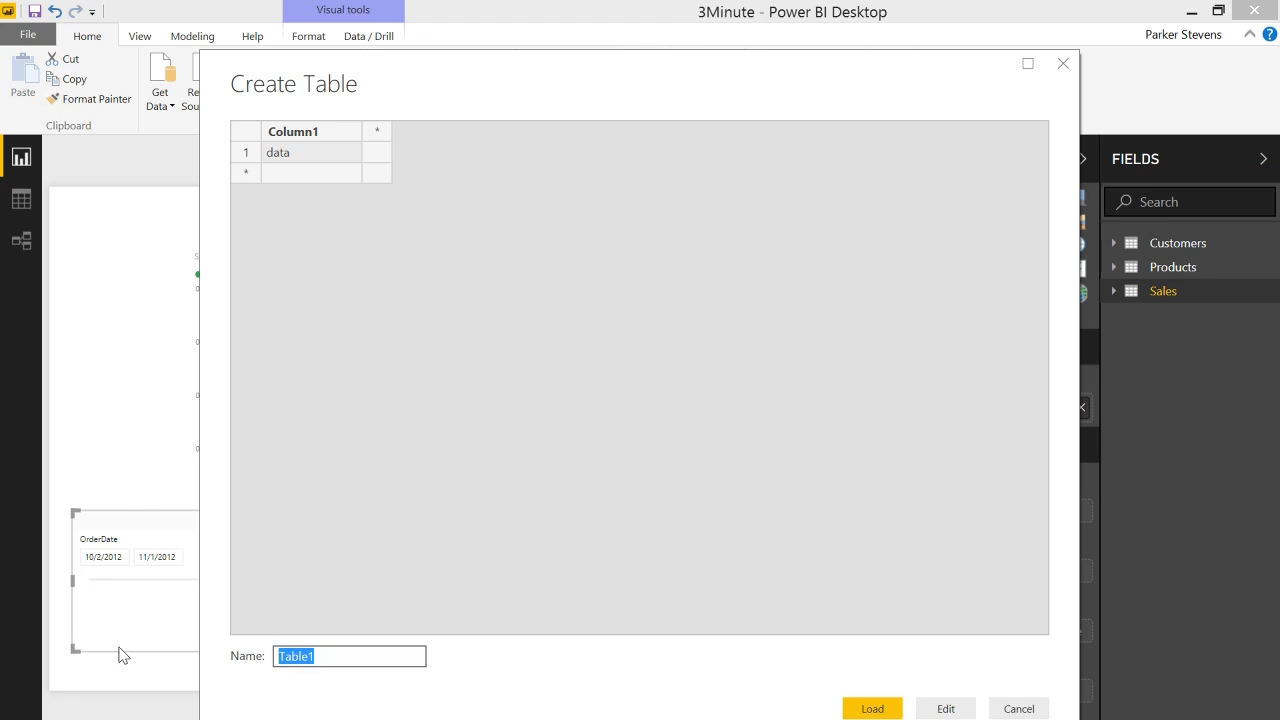 Visual tools
3Minute - Power BI Desktop
File Home View Modeling Help Format Data / Drill Parker Stevens
Paste
Cut
Copy
Format Painter
Clipboard
Get
Data
Re
Sou
Create Table
Column1 *
1 data
*
OrderDate
10/2/2012 11/1/2012
Name: Table1
Load Edit Cancel
FIELDS
Search
Customers
Products
Sales